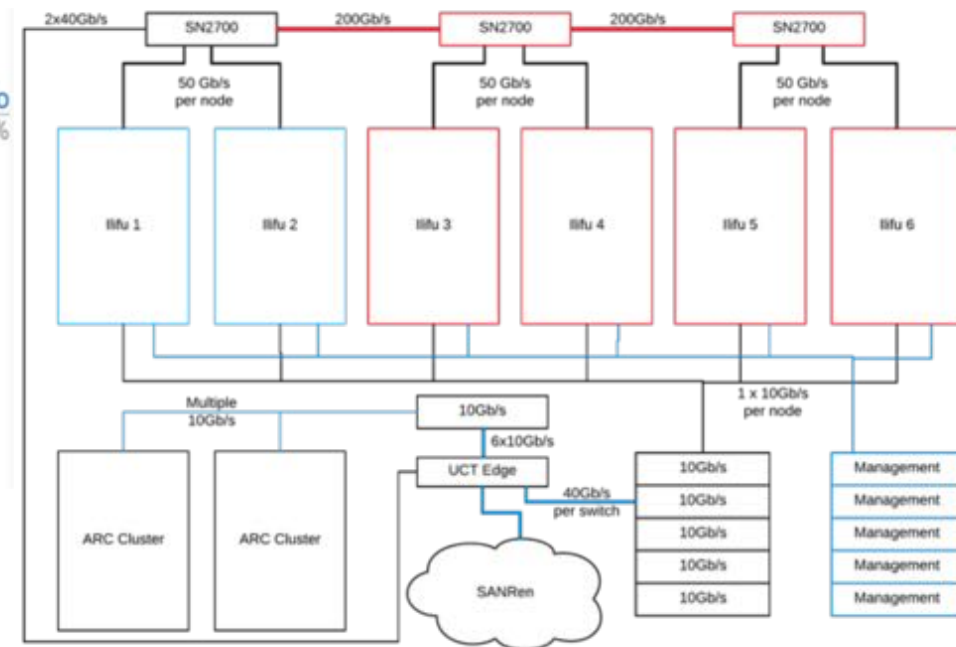 2x40Gb/s
SN2700
200Gb/s
SN2700
200Gb/s
SN2700
50 Gb/s
per node
50 Gb/s
per node
50 Gb/s
per node
Ilifu 1
Ilifu 2
Ilifu 3
Ilifu 4
Ilifu 5
Ilifu 6
1 x 10Gb/s
per node
Multiple
10Gb/s
10Gb/s
6x10Gb/s
UCT Edge
40Gb/s
per switch
ARC Cluster
ARC Cluster
SANRen
10Gb/s
10Gb/s
10Gb/s
10Gb/s
10Gb/s
Management
Management
Management
Management
Management